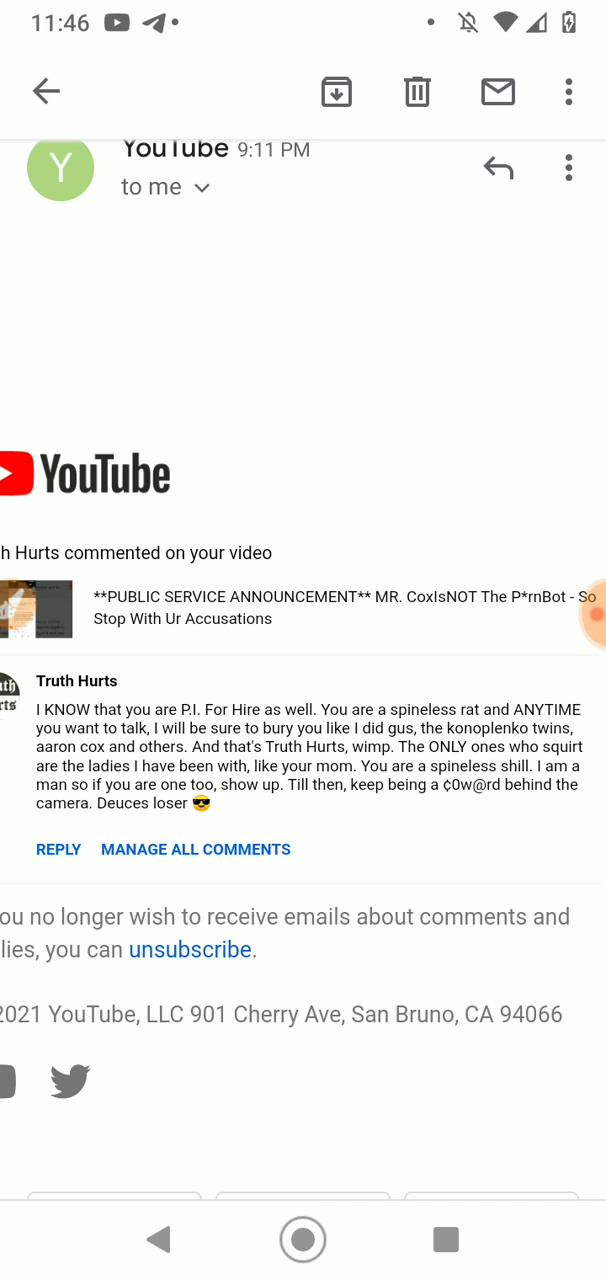 11:46
YouTube 9:11 PM
Y
to me
YouTube
h Hurts commented on your video
**PUBLIC SERVICE ANNOUNCEMENT** MR. CoxIsNOT The P*rnBot - So
Stop With Ur Accusations
Truth Hurts
I KNOW that you are P.I. For Hire as well. You are a spineless rat and ANYTIME
you want to talk, I will be sure to bury you like I did gus, the konoplenko twins,
aaron cox and others. And that's Truth Hurts, wimp. The ONLY ones who squirt
are the ladies I have been with, like your mom. You are a spineless shill. I am a
man so if you are one too, show up. Till then, keep being a ¢0w@rd behind the
camera. Deuces loser 😎
REPLY MANAGE ALL COMMENTS
ou no longer wish to receive emails about comments and
lies, you can unsubscribe.
2021 YouTube, LLC 901 Cherry Ave, San Bruno, CA 94066